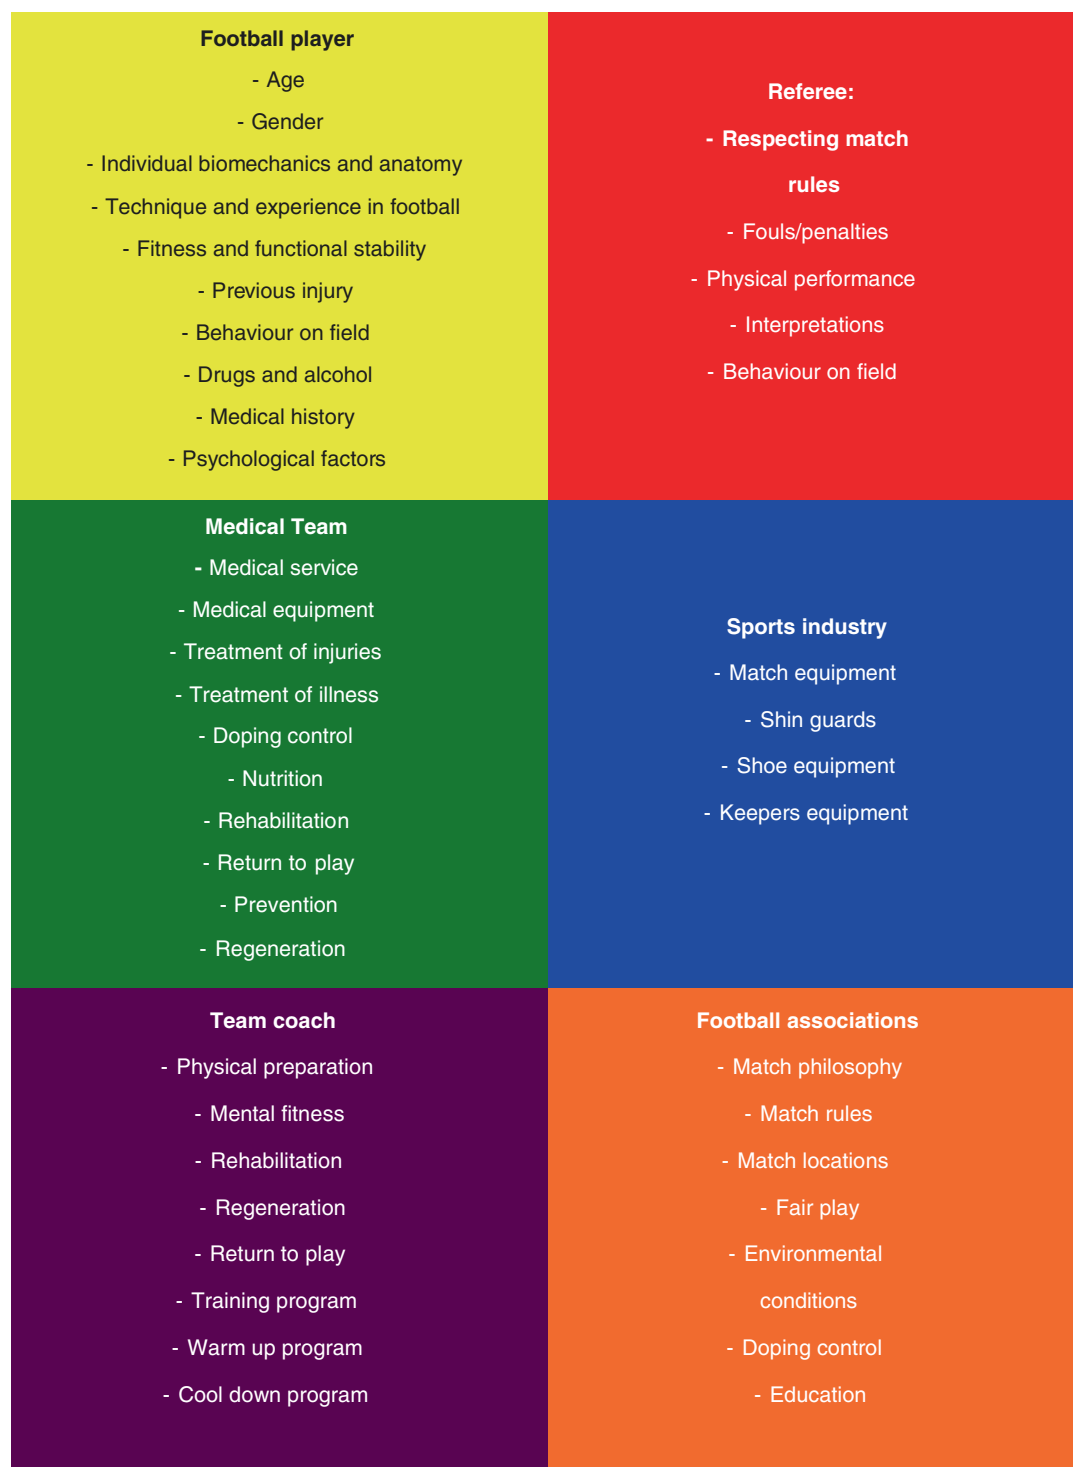 Football player
- Age
- Gender
- Individual biomechanics and anatomy
- Technique and experience in football
- Fitness and functional stability
- Previous injury
- Behaviour on field
- Drugs and alcohol
- Medical history
- Psychological factors
Referee:
- Respecting match
rules
- Fouls/penalties
- Physical performance
- Interpretations
- Behaviour on field
Medical Team
- Medical service
- Medical equipment
- Treatment of injuries
- Treatment of illness
- Doping control
- Nutrition
- Rehabilitation
- Return to play
- Prevention
- Regeneration
Sports industry
- Match equipment
- Shin guards
- Shoe equipment
- Keepers equipment
Team coach
- Physical preparation
- Mental fitness
- Rehabilitation
- Regeneration
- Return to play
- Training program
- Warm up program
- Cool down program
Football associations
- Match philosophy
- Match rules
- Match locations
- Fair play
- Environmental
conditions
- Doping control
- Education